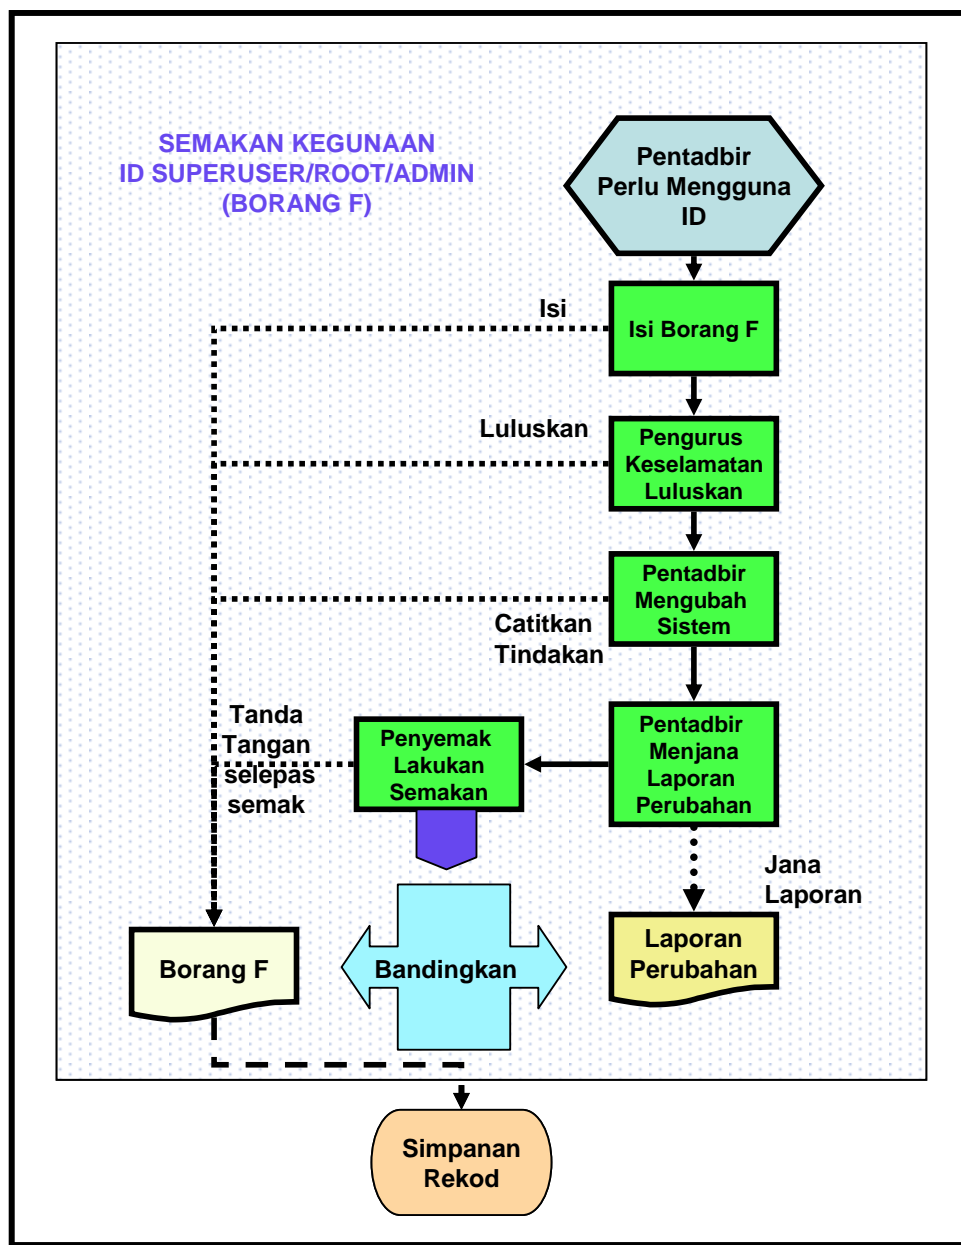 SEMAKAN KEGUNAAN
ID SUPERUSER/ROOT/ADMIN
(BORANG F)
Pentadbir
Perlu Mengguna
ID
Isi
Isi Borang F
Luluskan
Pengurus
Keselamatan
Luluskan
Pentadbir
Mengubah
Sistem
Catitkan
Tindakan
Tanda
Tangan
selepas
semak
Penyemak
Lakukan
Semakan
Pentadbir
Menjana
Laporan
Perubahan
Jana
Laporan
Borang F
Bandingkan
Laporan
Perubahan
Simpanan
Rekod